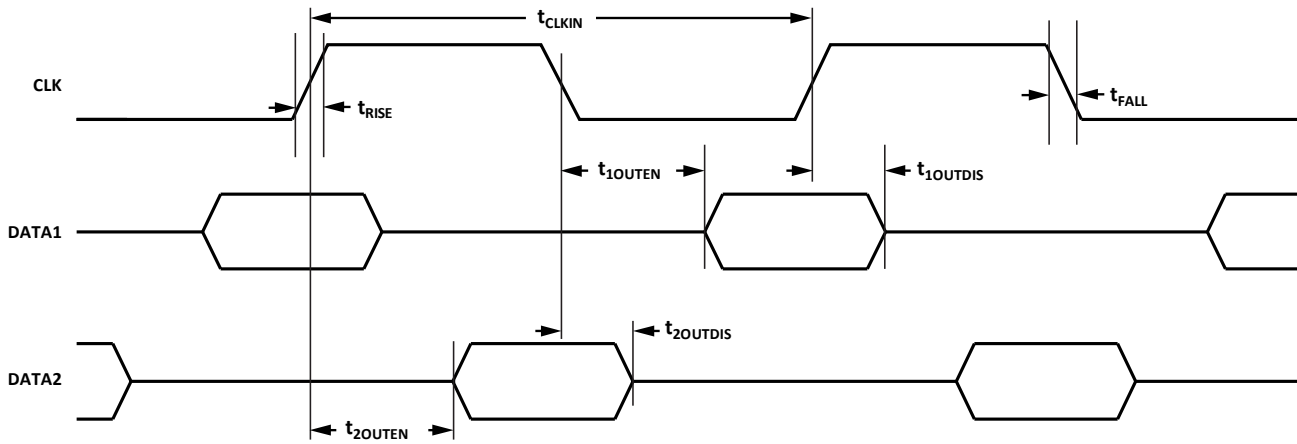 tCLKIN
CLK
tRISE
tFALL
t1OUTEN
t1OUTDIS
DATA1
t2OUTDIS
DATA2
t2OUTEN